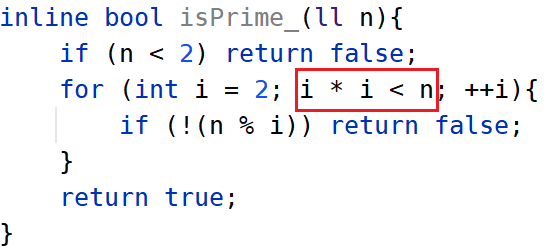 inline bool isPrime_(ll n){
    if (n < 2) return false;
    for (int i = 2; i * i < n; ++i){
        if (!(n % i)) return false;
    }
    return true;
}